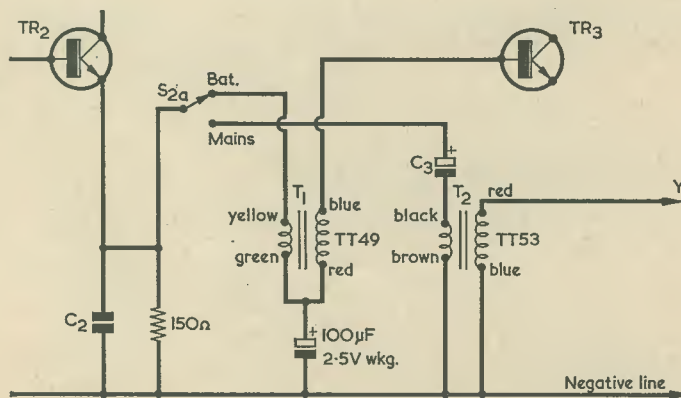 TR2
TR3
S2a
Bat.
Mains
C3
+
T1
T2
yellow
blue
green
TT49
red
black
brown
red
TT53
blue
Y
C2
150Ω
+
100µF
2·5V wkg.
Negative line